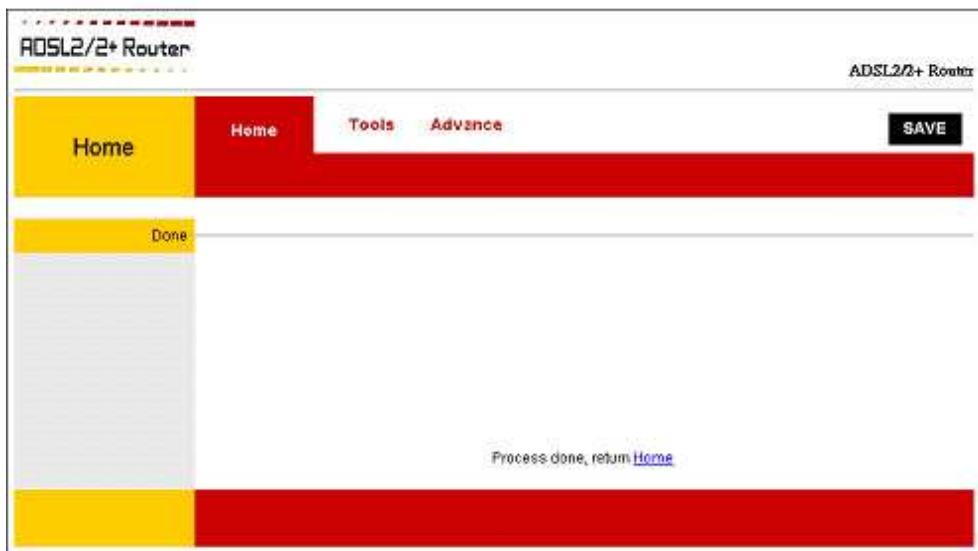 ADSL2/2+ Router
ADSL2/2+ Router
Home
Home
Tools
Advance
SAVE
Done
Process done, return Home